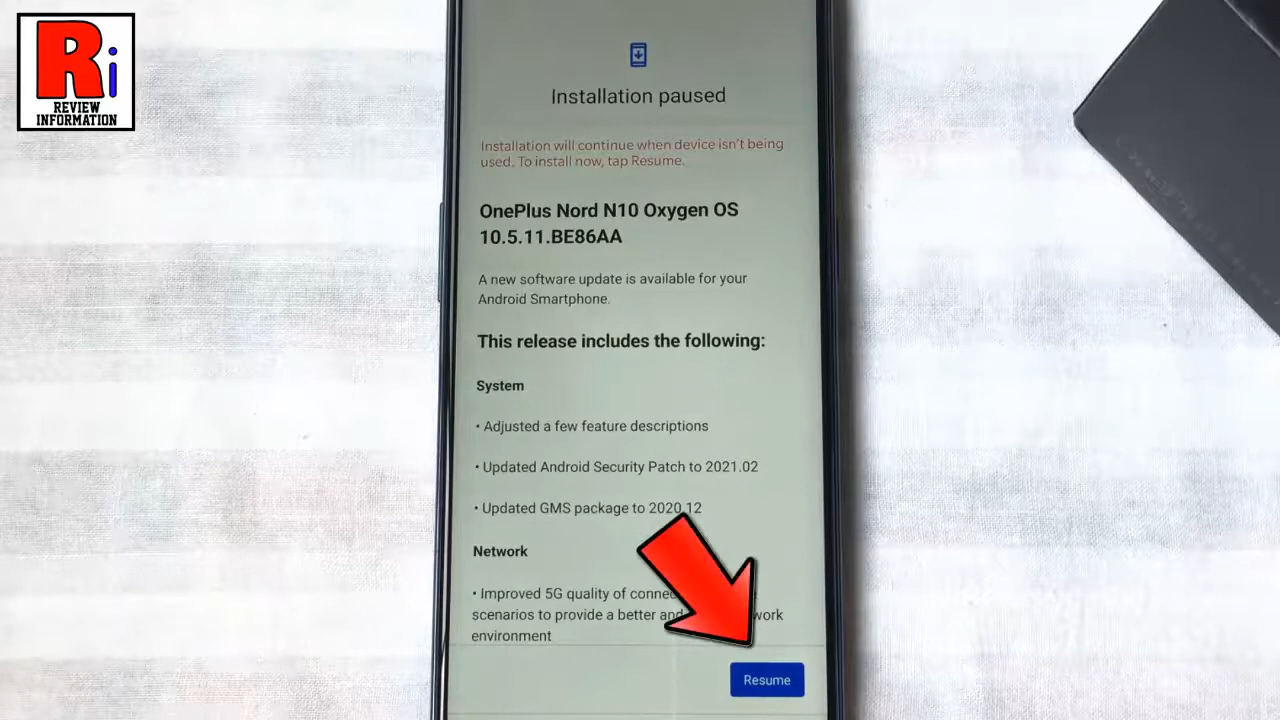 Ri
REVIEW
INFORMATION
Installation paused
Installation will continue when device isn't being
used. To install now, tap Resume.
OnePlus Nord N10 Oxygen OS
10.5.11.BE86AA
A new software update is available for your
Android Smartphone.
This release includes the following:
System
• Adjusted a few feature descriptions
• Updated Android Security Patch to 2021.02
• Updated GMS package to 2020.12
Network
• Improved 5G quality of
scenarios to provide a better and
environment
Resume